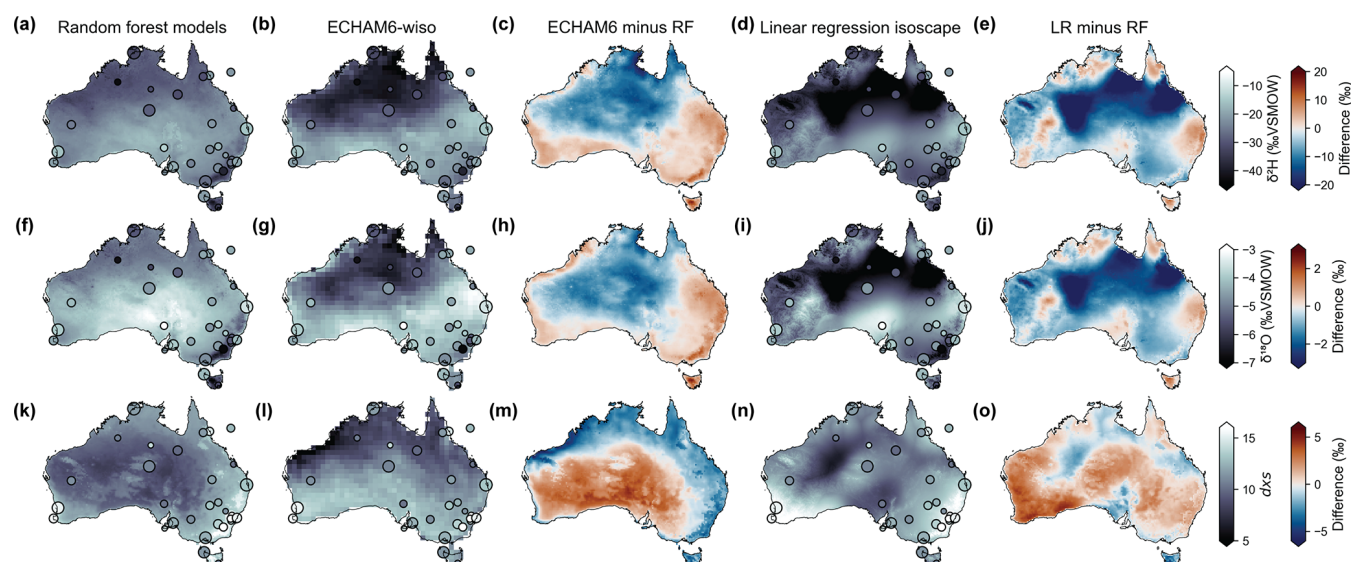 (a) Random forest models
(b) ECHAM6-wiso
(c) ECHAM6 minus RF
(d) Linear regression isoscape
(e) LR minus RF
−10
−20
−30
−40
δ²H (‰VSMOW)
20
10
0
−10
−20
Difference (‰)
(f)
(g)
(h)
(i)
(j)
−3
−4
−5
−6
−7
δ¹⁸O (‰VSMOW)
2
0
−2
Difference (‰)
(k)
(l)
(m)
(n)
(o)
15
10
5
dxs
5
0
−5
Difference (‰)